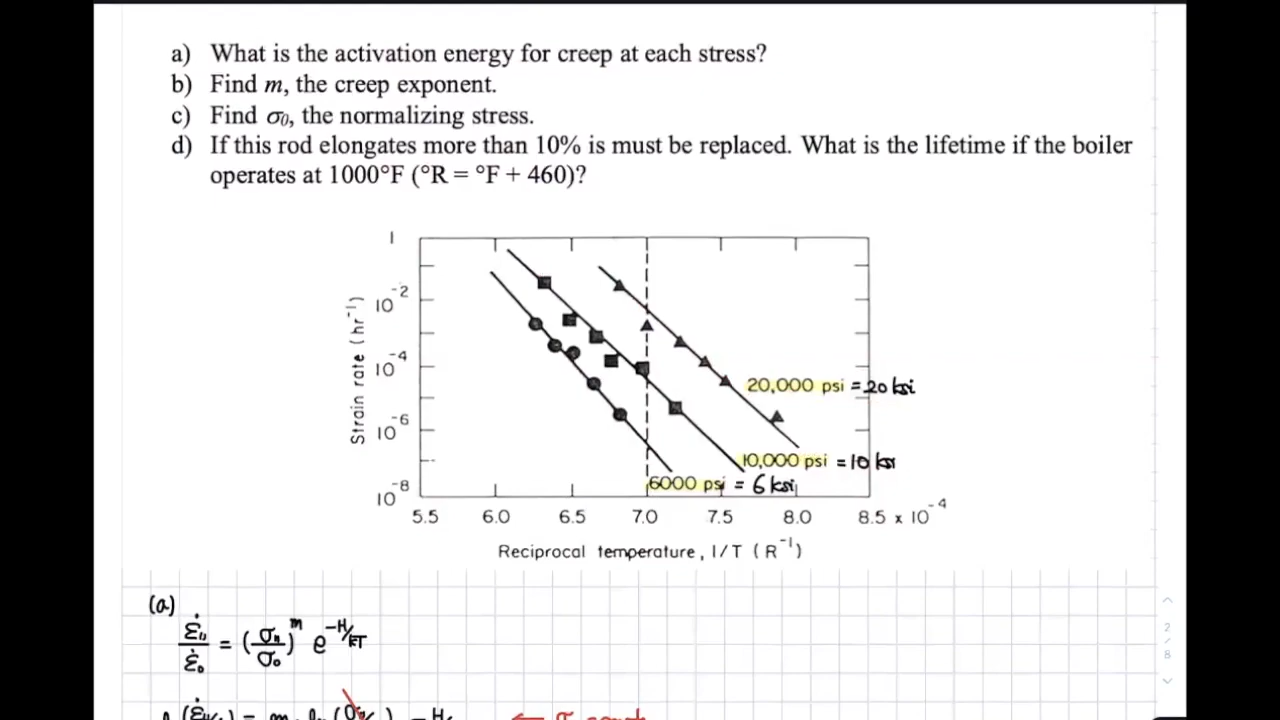 a) What is the activation energy for creep at each stress?
b) Find m, the creep exponent.
c) Find σ0, the normalizing stress.
d) If this rod elongates more than 10% is must be replaced. What is the lifetime if the boiler
operates at 1000°F (°R = °F + 460)?
1
10^-2
10^-4
10^-6
10^-8
Strain rate (hr^-1)
20,000 psi = 20 ksi
10,000 psi = 10 ksi
6000 psi = 6 ksi
5.5 6.0 6.5 7.0 7.5 8.0 8.5 x 10^-4
Reciprocal temperature, 1/T (R^-1)
(a)
ε̇₁₁/ε̇₀ = (σ₁₁/σ₀)^m e^-H/kT
2
/
8